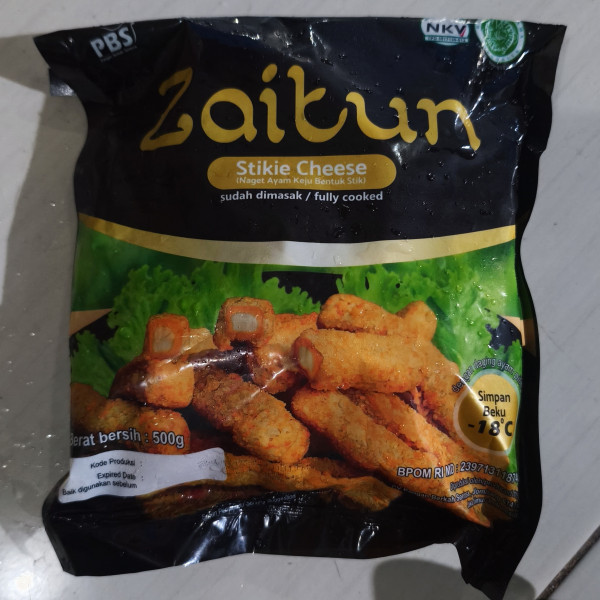 PBS
NKV
Zaitun
Stikie Cheese
(Naget Ayam Keju Bentuk Stik)
sudah dimasak / fully cooked
Simpan
Beku
-18°C
Berat bersih : 500g
Kode Produksi :
Expired Date :
Baik digunakan sebelum
BPOM RI NO :